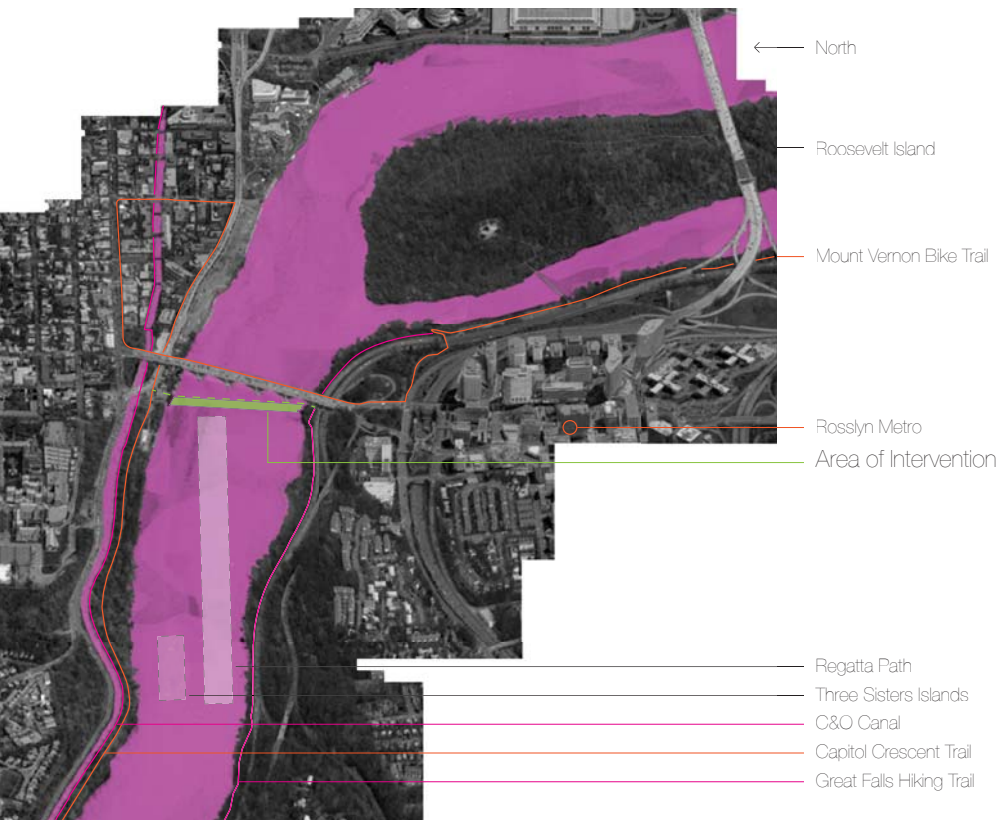 North
Roosevelt Island
Mount Vernon Bike Trail
Rosslyn Metro
Area of Intervention
Regatta Path
Three Sisters Islands
C&O Canal
Capitol Crescent Trail
Great Falls Hiking Trail